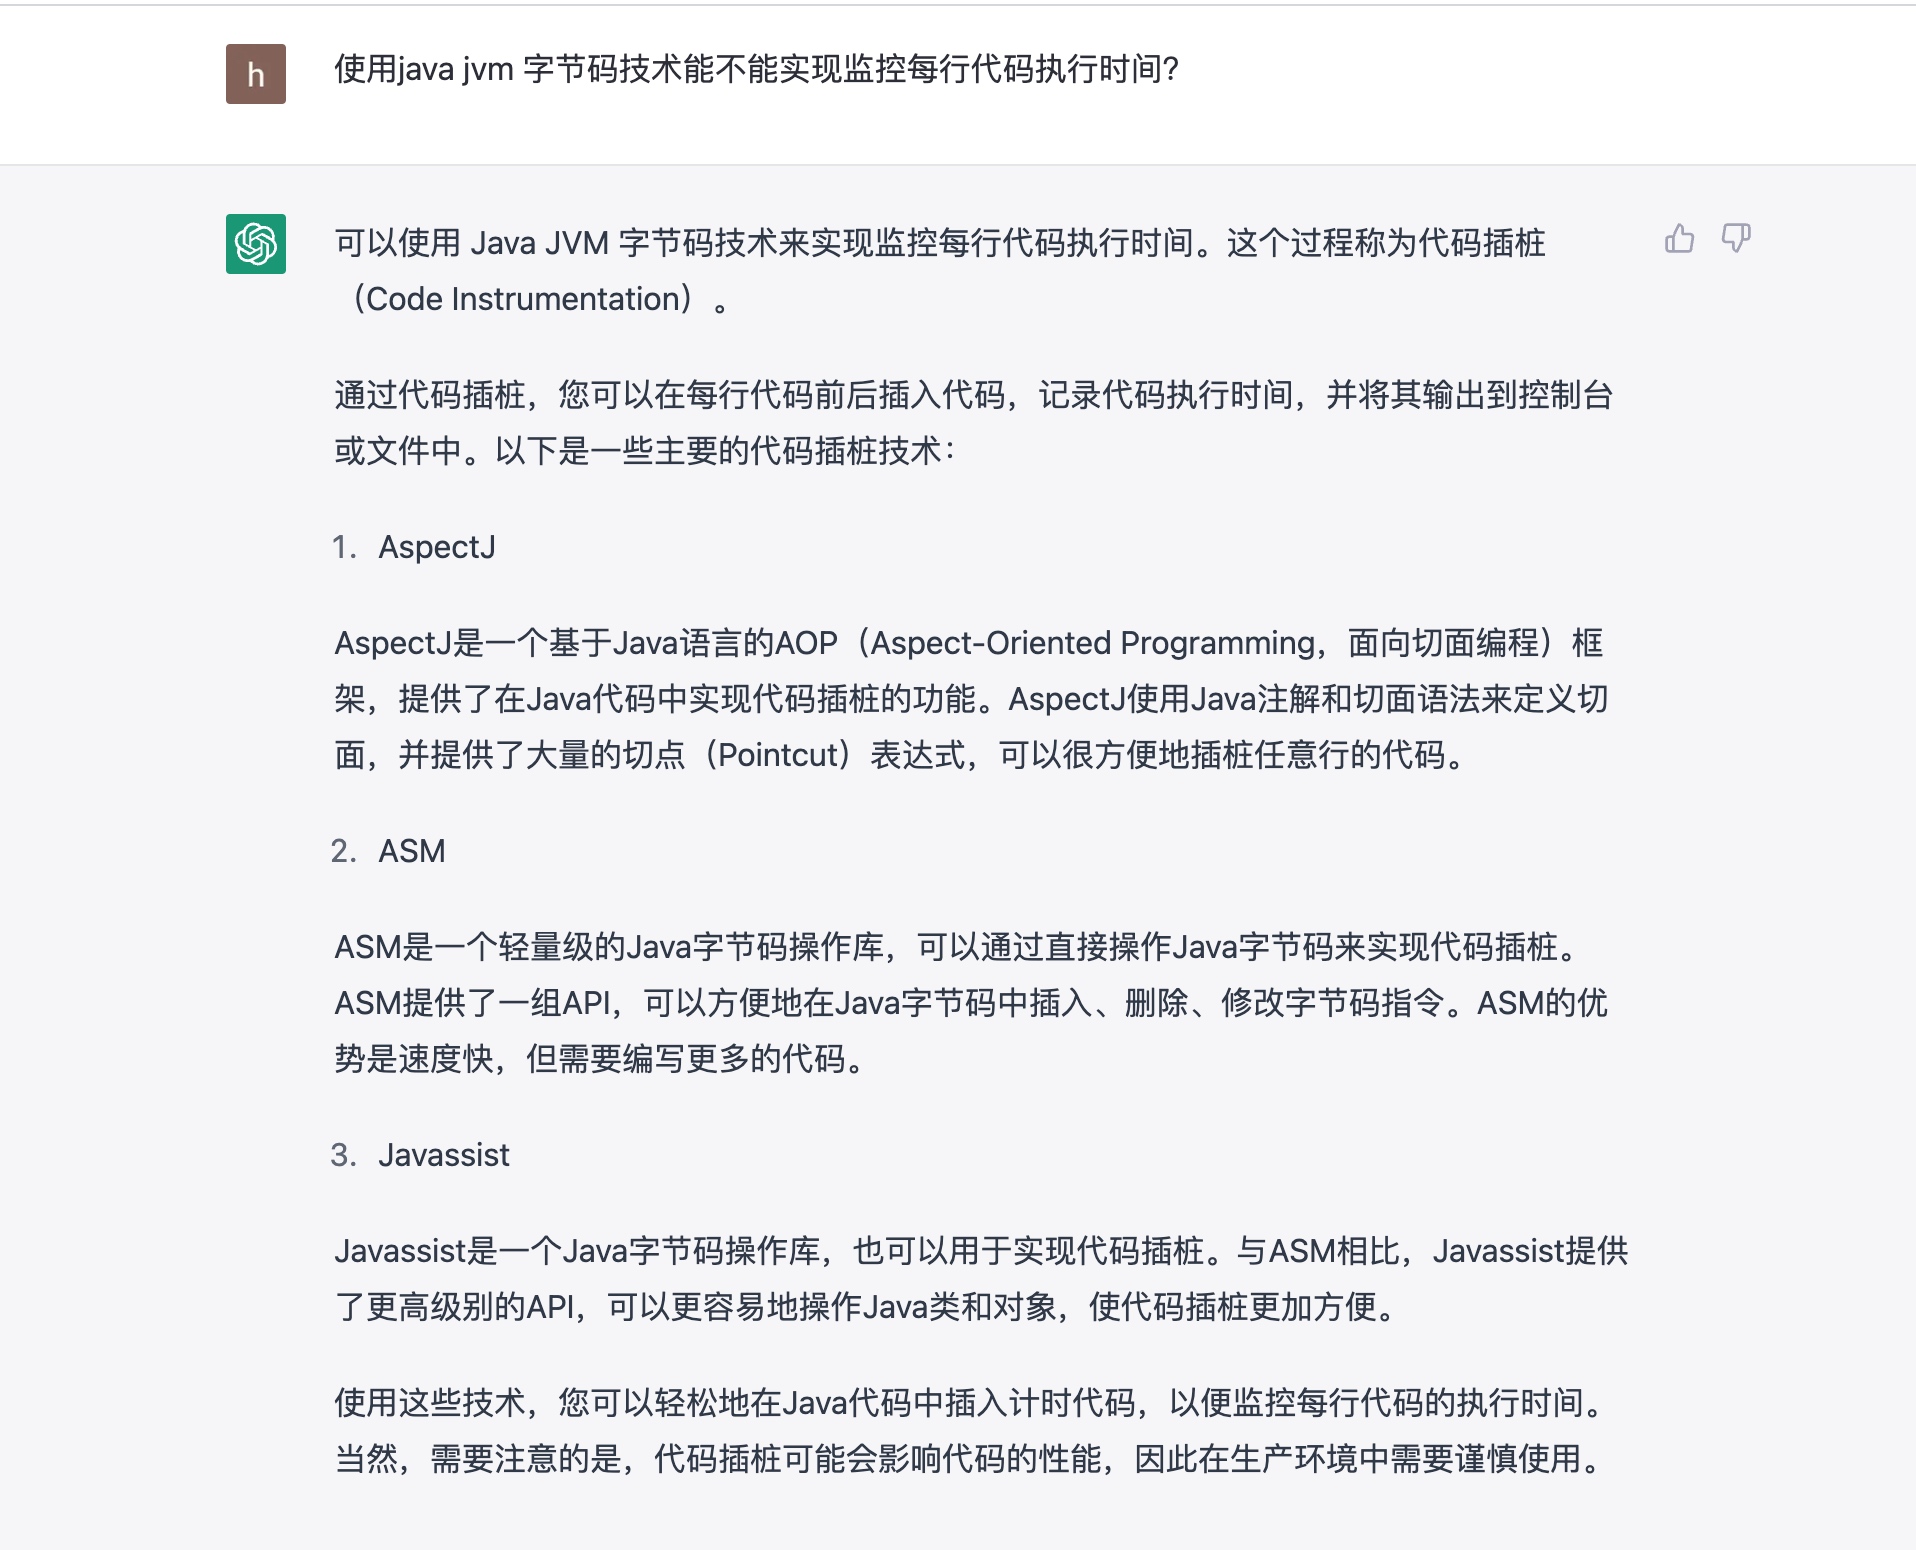 h
使用java jvm 字节码技术能不能实现监控每行代码执行时间?
可以使用 Java JVM 字节码技术来实现监控每行代码执行时间。这个过程称为代码插桩
（Code Instrumentation）。
通过代码插桩，您可以在每行代码前后插入代码，记录代码执行时间，并将其输出到控制台
或文件中。以下是一些主要的代码插桩技术：
1. AspectJ
AspectJ是一个基于Java语言的AOP（Aspect-Oriented Programming，面向切面编程）框
架，提供了在Java代码中实现代码插桩的功能。AspectJ使用Java注解和切面语法来定义切
面，并提供了大量的切点（Pointcut）表达式，可以很方便地插桩任意行的代码。
2. ASM
ASM是一个轻量级的Java字节码操作库，可以通过直接操作Java字节码来实现代码插桩。
ASM提供了一组API，可以方便地在Java字节码中插入、删除、修改字节码指令。ASM的优
势是速度快，但需要编写更多的代码。
3. Javassist
Javassist是一个Java字节码操作库，也可以用于实现代码插桩。与ASM相比，Javassist提供
了更高级别的API，可以更容易地操作Java类和对象，使代码插桩更加方便。
使用这些技术，您可以轻松地在Java代码中插入计时代码，以便监控每行代码的执行时间。
当然，需要注意的是，代码插桩可能会影响代码的性能，因此在生产环境中需要谨慎使用。